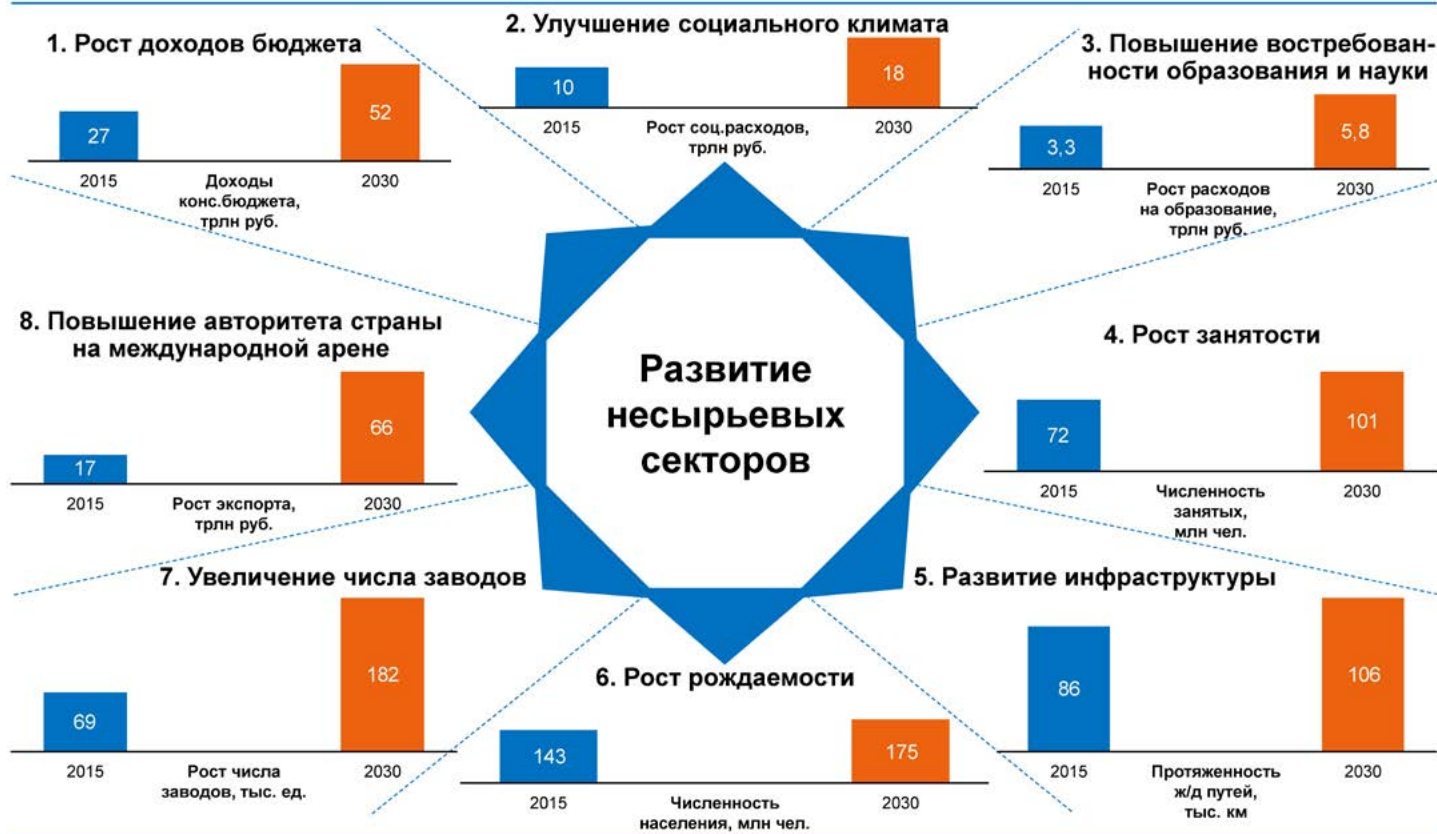 1. Рост доходов бюджета
27
52
2015
Доходы
конс.бюджета,
трлн руб.
2030
2. Улучшение социального климата
10
18
2015
Рост соц.расходов,
трлн руб.
2030
3. Повышение востребован-
ности образования и науки
3,3
5,8
2015
Рост расходов
на образование,
трлн руб.
2030
Развитие
несырьевых
секторов
4. Рост занятости
72
101
2015
Численность
занятых,
млн чел.
2030
5. Развитие инфраструктуры
86
106
2015
Протяженность
ж/д путей,
тыс. км
2030
6. Рост рождаемости
143
175
2015
Численность
населения, млн чел.
2030
7. Увеличение числа заводов
69
182
2015
Рост числа
заводов, тыс. ед.
2030
8. Повышение авторитета страны
на международной арене
17
66
2015
Рост экспорта,
трлн руб.
2030